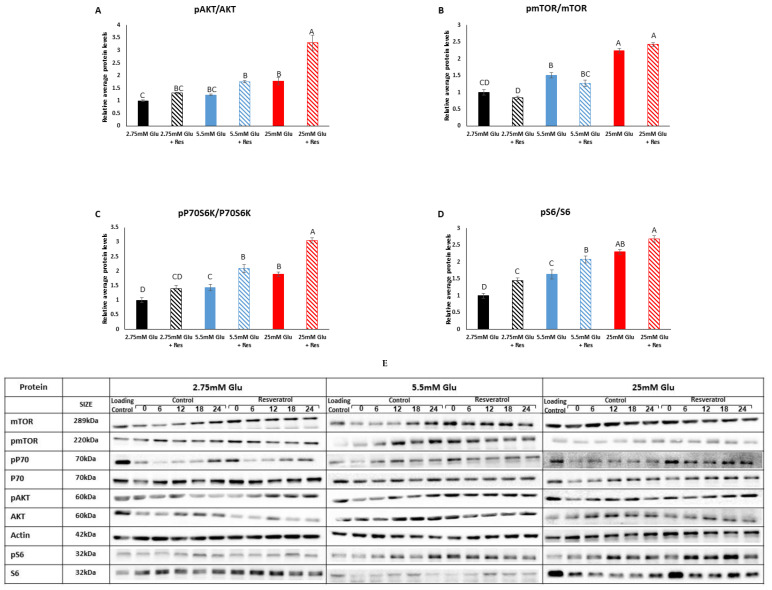 A
pAKT/AKT
Relative average protein levels
4
3.5
3
2.5
2
1.5
1
0.5
0
C
BC
BC
B
B
A
2.75mM Glu
2.75mM Glu + Res
5.5mM Glu
5.5mM Glu + Res
25mM Glu
25mM Glu + Res
B
pmTOR/mTOR
Relative average protein levels
3
2.5
2
1.5
1
0.5
0
CD
D
B
BC
A
A
2.75mM Glu
2.75mM Glu + Res
5.5mM Glu
5.5mM Glu + Res
25mM Glu
25mM Glu + Res
C
pP70S6K/P70S6K
Relative average protein levels
3.5
3
2.5
2
1.5
1
0.5
0
D
CD
C
B
B
A
2.75mM Glu
2.75mM Glu + Res
5.5mM Glu
5.5mM Glu + Res
25mM Glu
25mM Glu + Res
D
pS6/S6
Relative average protein levels
3
2.5
2
1.5
1
0.5
0
D
C
C
B
AB
A
2.75mM Glu
2.75mM Glu + Res
5.5mM Glu
5.5mM Glu + Res
25mM Glu
25mM Glu + Res
E
Protein 2.75mM Glu 5.5mM Glu 25mM Glu
SIZE
Loading Control Control Resveratrol
0 6 12 18 24 0 6 12 18 24
Loading Control Control Resveratrol
0 6 12 18 24 0 6 12 18 24
Loading Control Control Resveratrol
0 6 12 18 24 0 6 12 18 24
mTOR 289kDa
pmTOR 220kDa
pP70 70kDa
P70 70kDa
pAKT 60kDa
AKT 60kDa
Actin 42kDa
pS6 32kDa
S6 32kDa